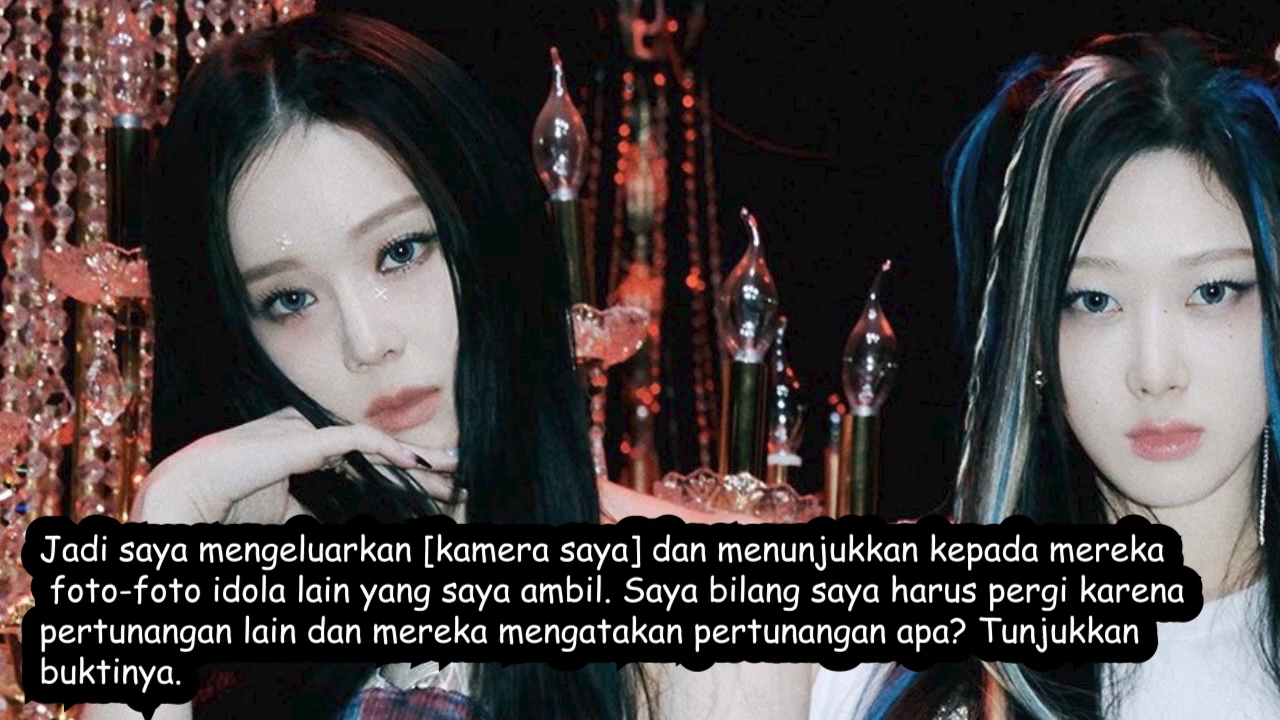 Jadi saya mengeluarkan [kamera saya] dan menunjukkan kepada mereka
foto-foto idola lain yang saya ambil. Saya bilang saya harus pergi karena
pertunangan lain dan mereka mengatakan pertunangan apa? Tunjukkan
buktinya.